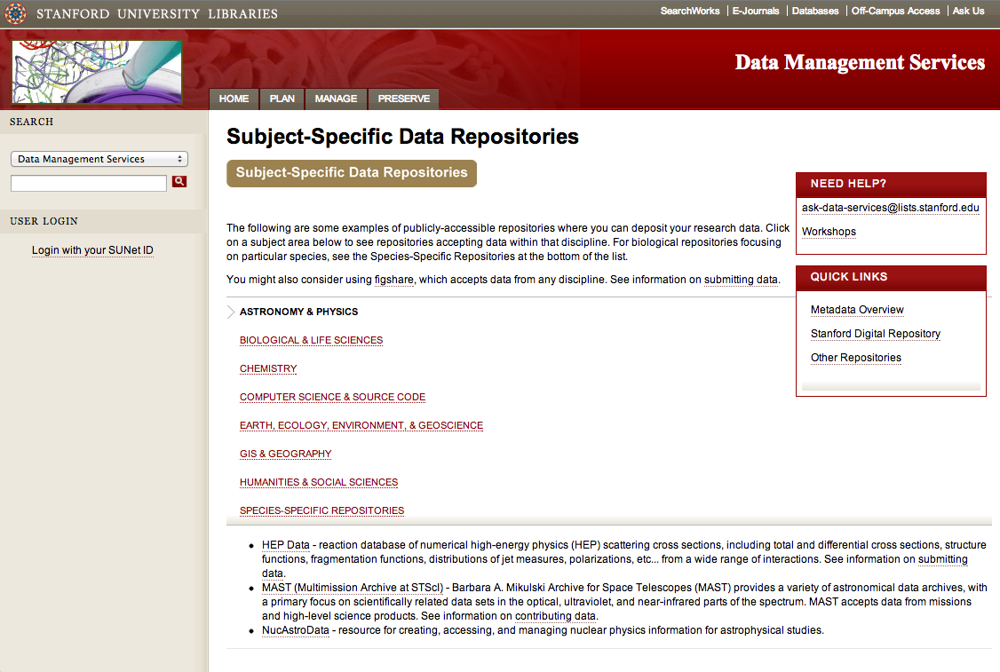 STANFORD UNIVERSITY LIBRARIES
SearchWorks E-Journals Databases Off-Campus Access Ask Us
Data Management Services
HOME PLAN MANAGE PRESERVE
SEARCH
Data Management Services
USER LOGIN
Login with your SUNet ID
Subject-Specific Data Repositories
Subject-Specific Data Repositories
The following are some examples of publicly-accessible repositories where you can deposit your research data. Click
on a subject area below to see repositories accepting data within that discipline. For biological repositories focusing
on particular species, see the Species-Specific Repositories at the bottom of the list.
You might also consider using figshare, which accepts data from any discipline. See information on submitting data.
NEED HELP?
ask-data-services@lists.stanford.edu
Workshops
QUICK LINKS
Metadata Overview
Stanford Digital Repository
Other Repositories
ASTRONOMY & PHYSICS
BIOLOGICAL & LIFE SCIENCES
CHEMISTRY
COMPUTER SCIENCE & SOURCE CODE
EARTH, ECOLOGY, ENVIRONMENT, & GEOSCIENCE
GIS & GEOGRAPHY
HUMANITIES & SOCIAL SCIENCES
SPECIES-SPECIFIC REPOSITORIES
• HEP Data - reaction database of numerical high-energy physics (HEP) scattering cross sections, including total and differential cross sections, structure
functions, fragmentation functions, distributions of jet measures, polarizations, etc... from a wide range of interactions. See information on submitting
data.
• MAST (Multimission Archive at STScI) - Barbara A. Mikulski Archive for Space Telescopes (MAST) provides a variety of astronomical data archives, with
a primary focus on scientifically related data sets in the optical, ultraviolet, and near-infrared parts of the spectrum. MAST accepts data from missions
and high-level science products. See information on contributing data.
• NucAstroData - resource for creating, accessing, and managing nuclear physics information for astrophysical studies.